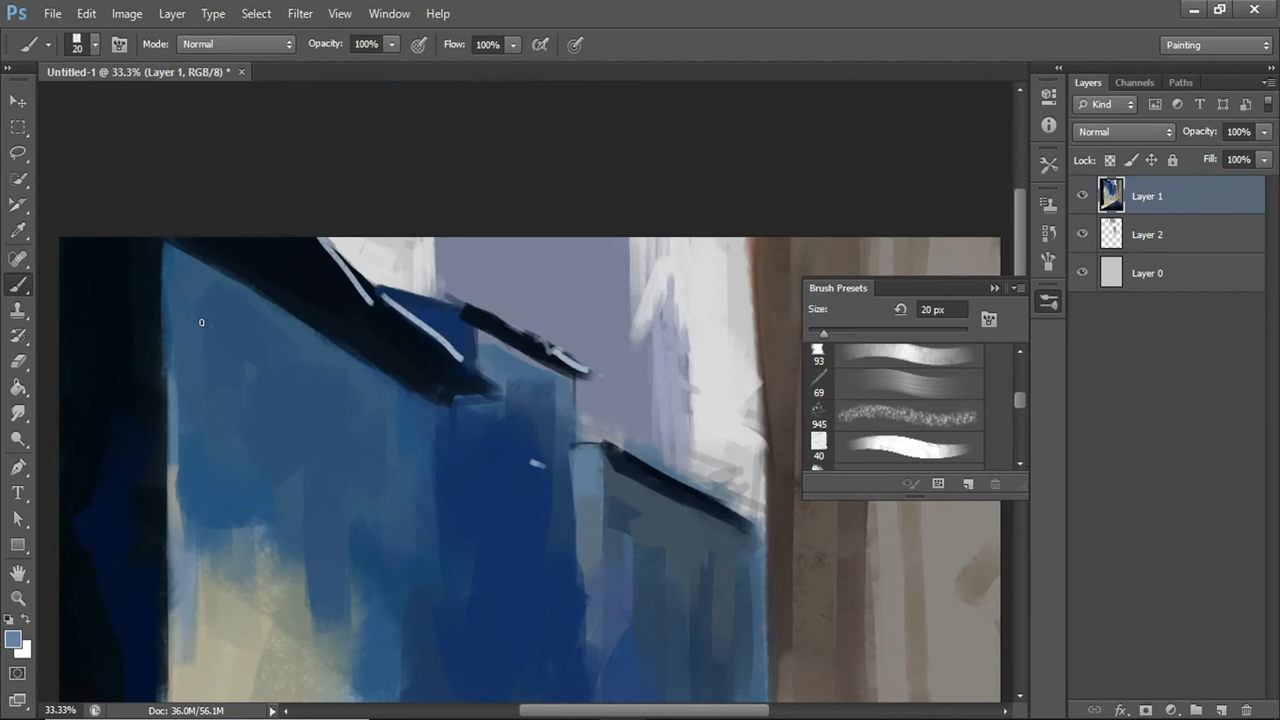 Ps File Edit Image Layer Type Select Filter View Window Help
20 Mode: Normal Opacity: 100% Flow: 100% Painting
Untitled-1 @ 33.3% (Layer 1, RGB/8) * ×
Layers Channels Paths
Kind
Normal Opacity: 100%
Lock: Fill: 100%
Layer 1
Layer 2
Layer 0
Brush Presets
Size: 20 px
93
69
945
40
33.33% Doc: 36.0M/56.1M